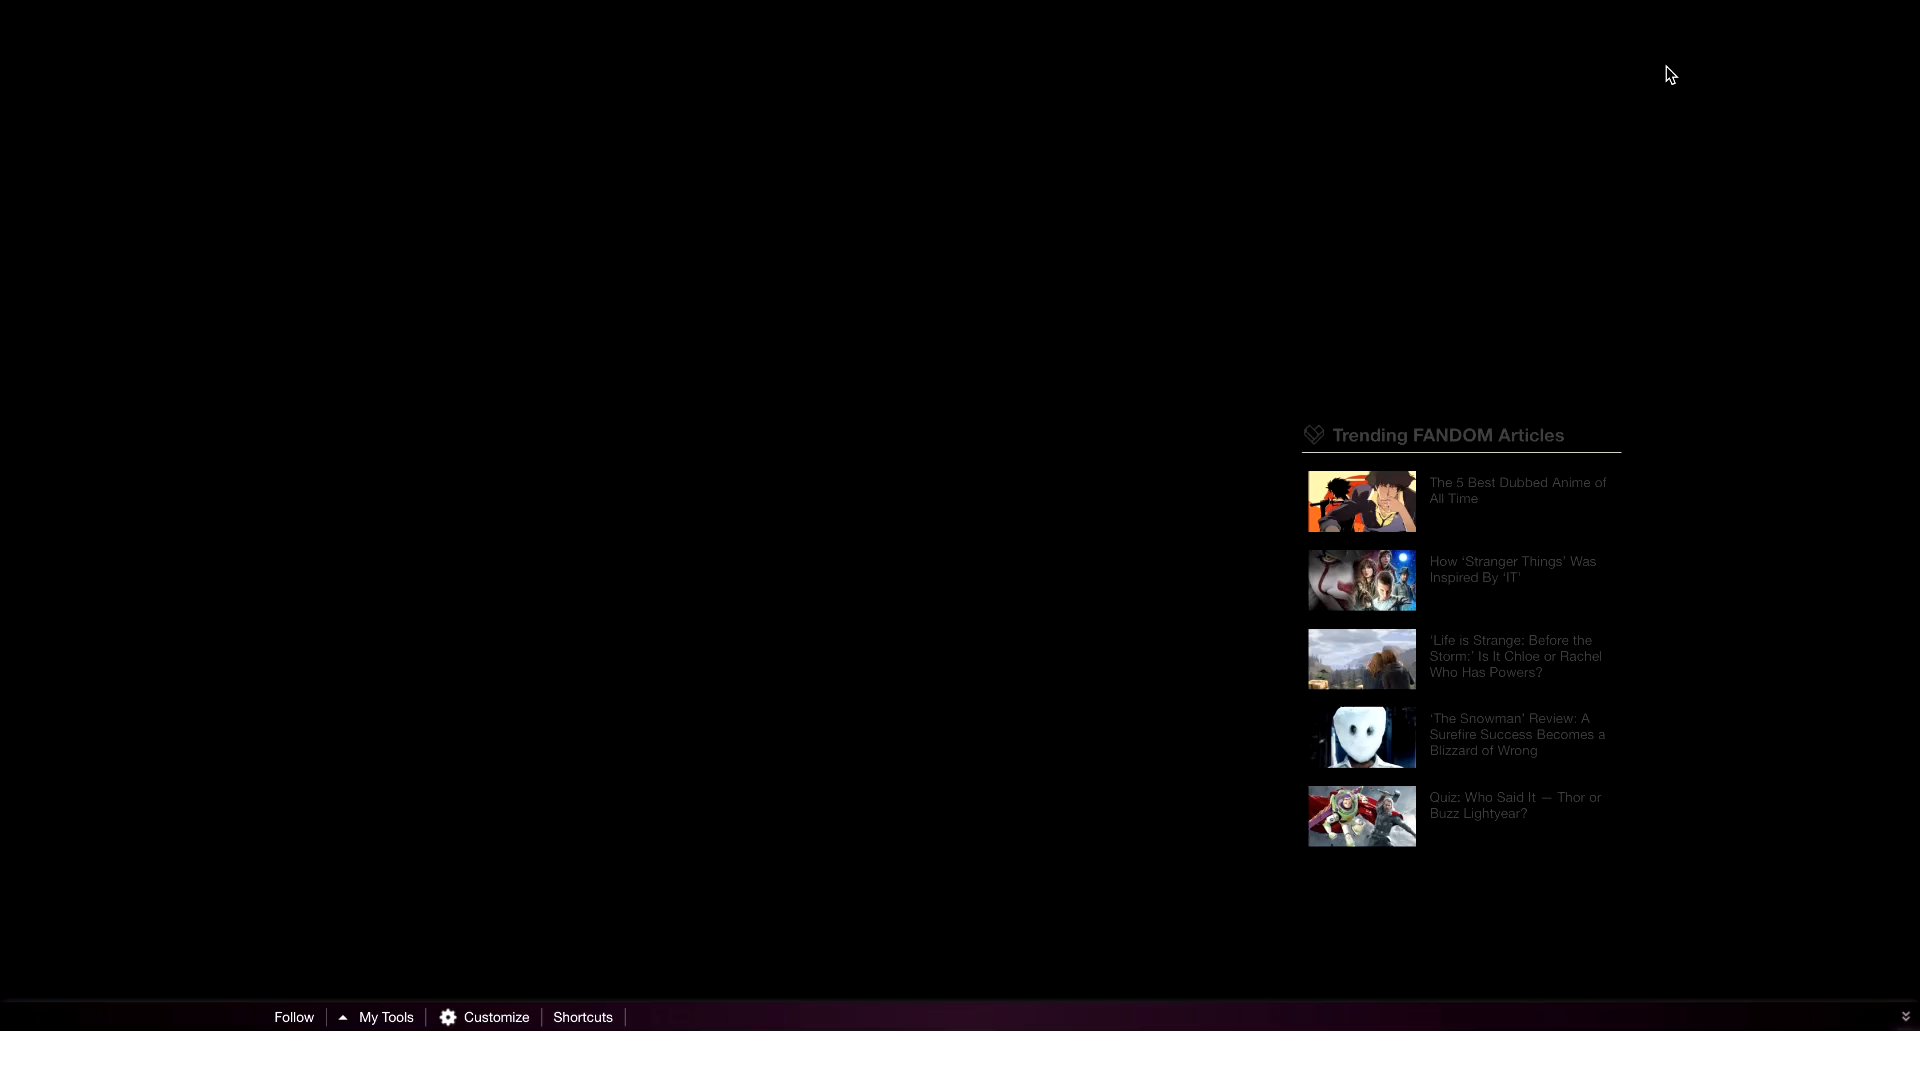 Trending FANDOM Articles
The 5 Best Dubbed Anime of
All Time
How ‘Stranger Things’ Was
Inspired By ‘IT’
‘Life is Strange: Before the
Storm:’ Is It Chloe or Rachel
Who Has Powers?
‘The Snowman’ Review: A
Surefire Success Becomes a
Blizzard of Wrong
Quiz: Who Said It — Thor or
Buzz Lightyear?
Follow My Tools Customize Shortcuts